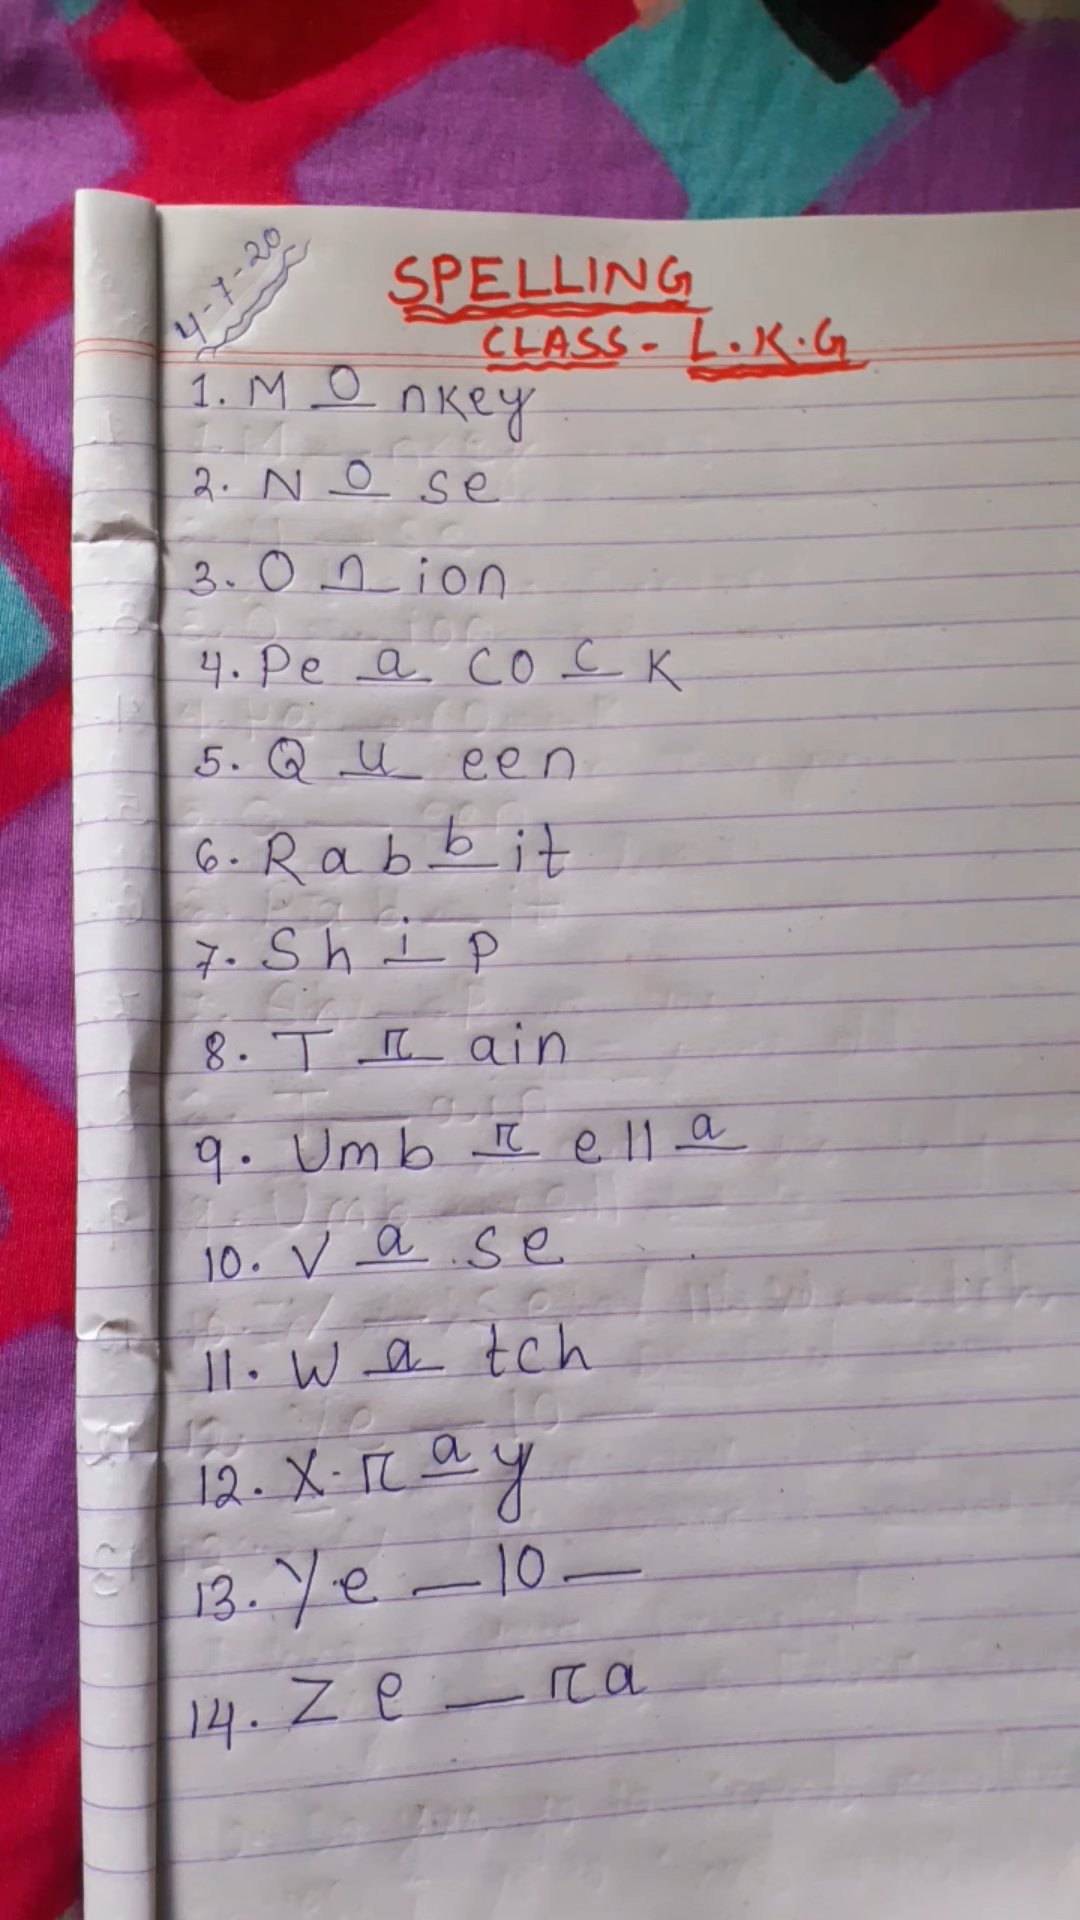 4-7-20
SPELLING
CLASS - L.K.G
1. M o nkey
2. N o se
3. O n ion
4. Pe a co c k
5. Q u een
6. Rab b it
7. Sh i p
8. T r ain
9. Umb r ell a
10. V a se
11. W a tch
12. X-r a y
13. Ye _ lo _
14. Ze _ ra